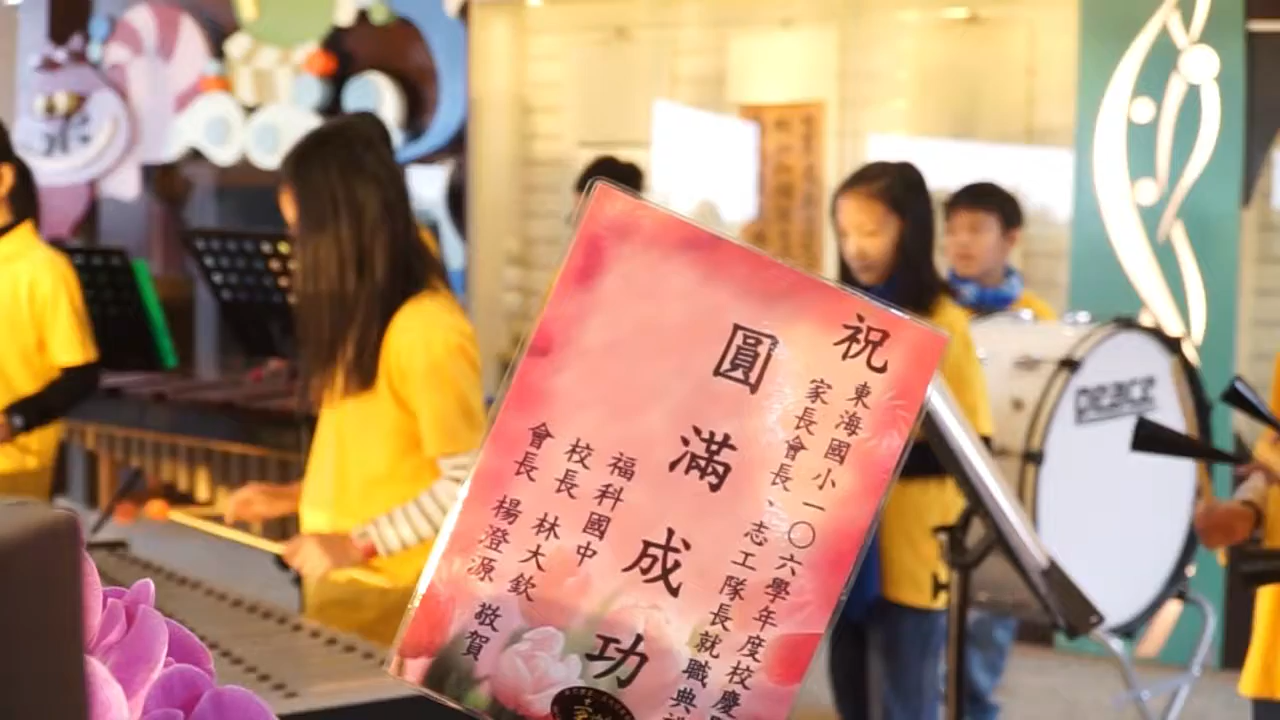 祝
東海國小一〇六學年度校慶
家長會長、志工隊長就職典
圓滿成功
福科國中
校長 林大欽
會長 楊澄源 敬賀
peace